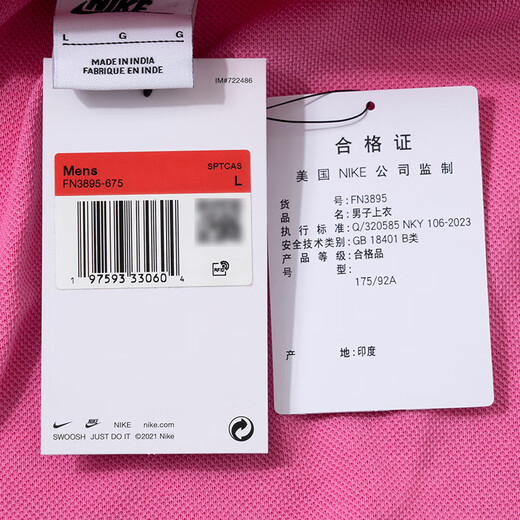 NIKE
L G G
MADE IN INDIA
FABRIQUE EN INDE
IM#722486
SPTCAS
Mens
FN3895-675
L
1 97593 33060 4
RFID
NIKE nike.com
SWOOSH JUST DO IT ©2021 Nike
合格证
美国 NIKE 公司监制
货号:FN3895
品名:男子上衣
执行标准:Q/320585 NKY 106-2023
安全技术类别:GB 18401 B类
产品等级:合格品
型号:
175/92A
产地:印度